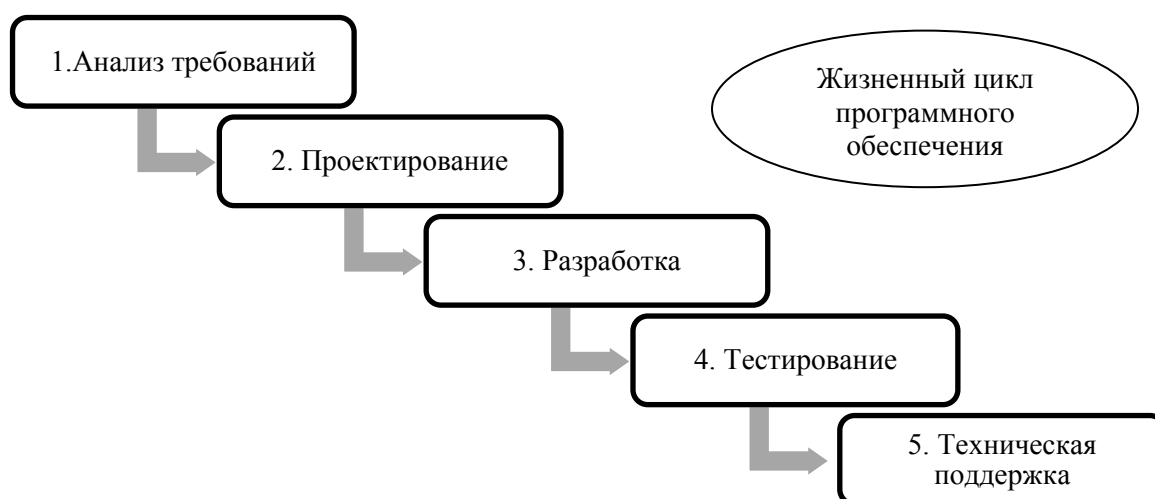 1.Анализ требований
Жизненный цикл
программного
обеспечения
2. Проектирование
3. Разработка
4. Тестирование
5. Техническая
поддержка